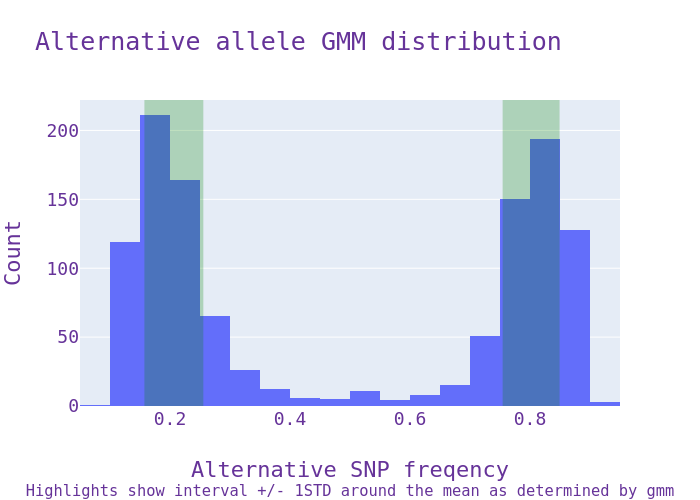 Alternative allele GMM distribution
200
150
100
50
0
Count
0.2 0.4 0.6 0.8
Alternative SNP freqency
Highlights show interval +/- 1STD around the mean as determined by gmm